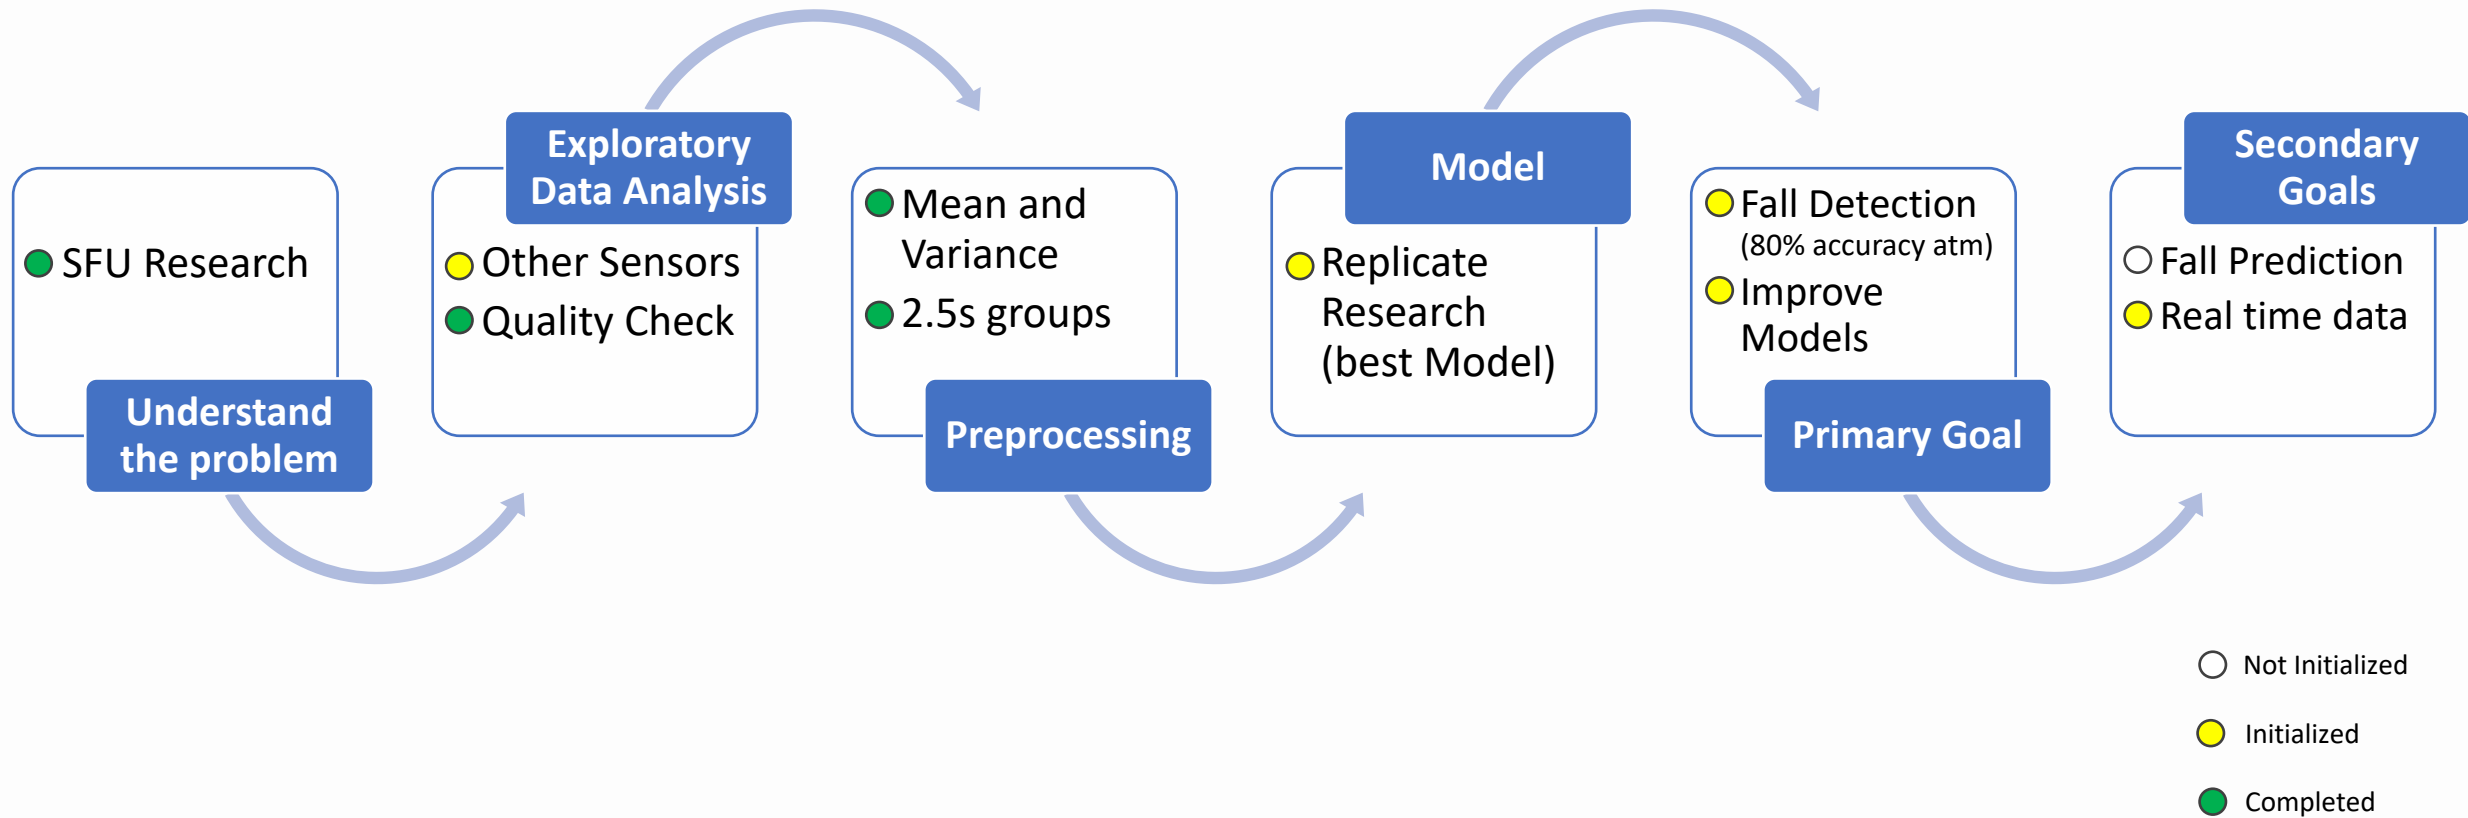 SFU Research
Understand
the problem
Exploratory
Data Analysis
Other Sensors
Quality Check
Mean and
Variance
2.5s groups
Preprocessing
Model
Replicate
Research
(best Model)
Fall Detection
(80% accuracy atm)
Improve
Models
Primary Goal
Secondary
Goals
Fall Prediction
Real time data
Not Initialized
Initialized
Completed